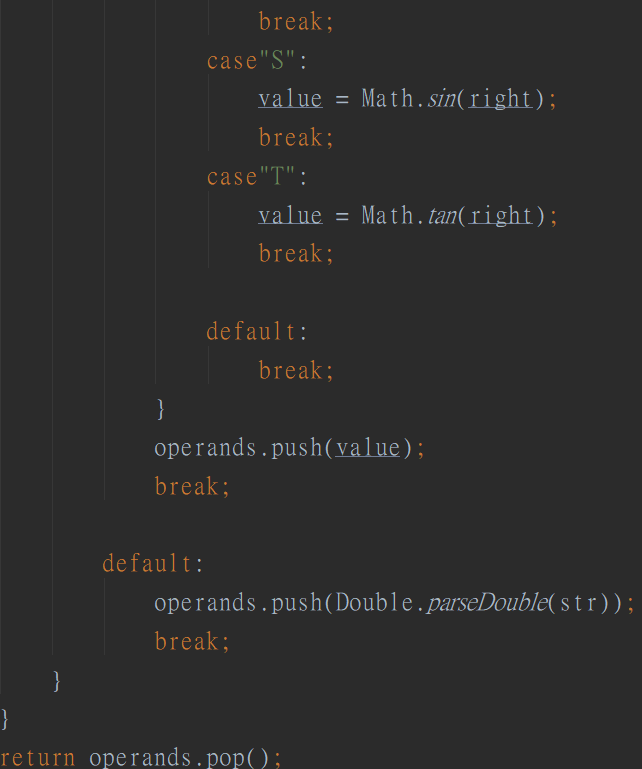 break;
case"S":
value = Math.sin(right);
break;
case"T":
value = Math.tan(right);
break;
default:
break;
}
operands.push(value);
break;
default:
operands.push(Double.parseDouble(str));
break;
}
}
return operands.pop();